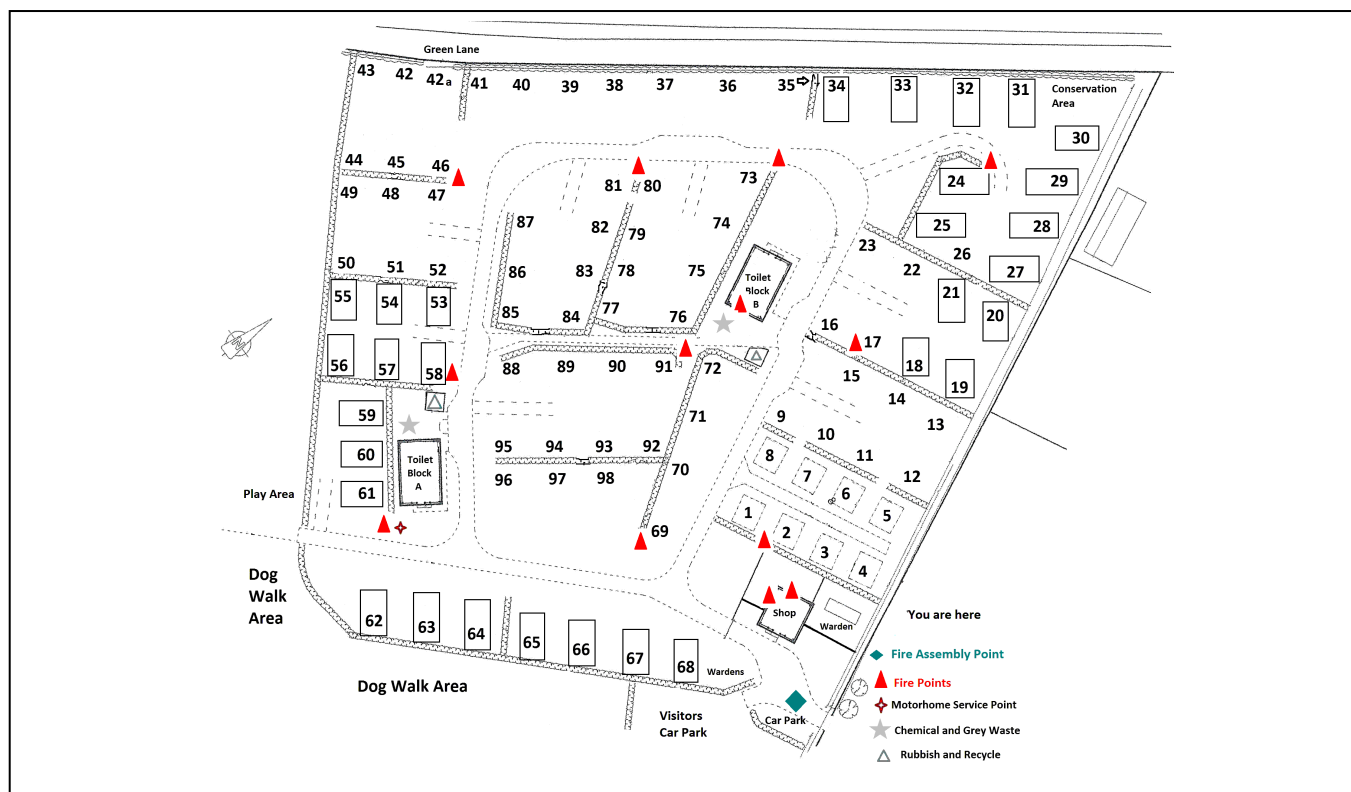 Green Lane
43 42 42a 41 40 39 38 37 36 35 34 33 32 31
Conservation
Area
30
44 45 46 81 80 73 24 29
49 48 47
87 82 79 74 25 28
23 22 26
50 51 52 86 83 78 75 27
Toilet
Block
B
55 54 53 85 84 77 76 21 20
16 17
56 57 58 88 89 90 91 72 18 19
15 14 13
59 71 9 10 11 12
60 95 94 93 92 70 8 7 6 5
Toilet
Block
A
61 96 97 98
Play Area
69 1 2 3 4
Dog
Walk
Area
62 63 64 65 66 67 68
Shop
Warden
Wardens
Dog Walk Area
Visitors
Car Park
Car Park
You are here
Fire Assembly Point
Fire Points
Motorhome Service Point
Chemical and Grey Waste
Rubbish and Recycle